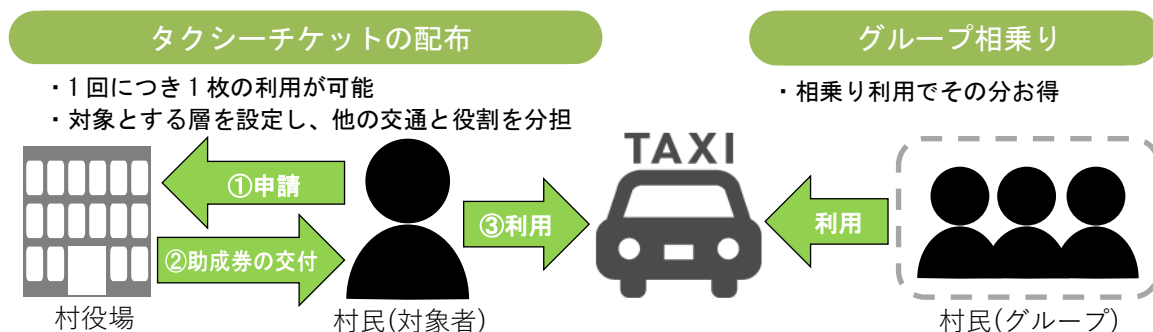 タクシーチケットの配布
・1回につき1枚の利用が可能
・対象とする層を設定し、他の交通と役割を分担
①申請
②助成券の交付
村役場
村民(対象者)
③利用
TAXI
グループ相乗り
・相乗り利用でその分お得
利用
村民(グループ)